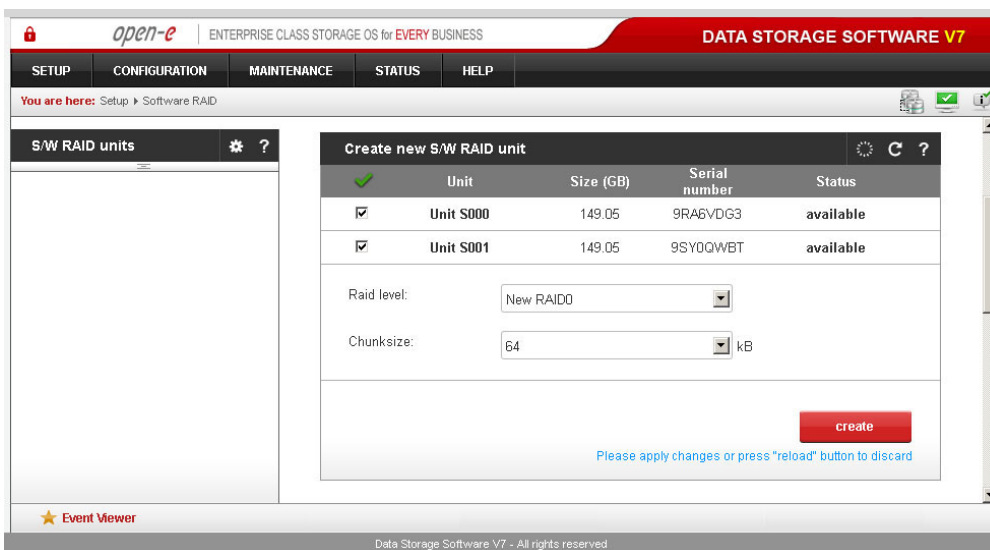 open-e ENTERPRISE CLASS STORAGE OS for EVERY BUSINESS DATA STORAGE SOFTWARE V7
SETUP CONFIGURATION MAINTENANCE STATUS HELP
You are here: Setup Software RAID
S/W RAID units ?
Create new S/W RAID unit ?
Unit Size (GB) Serial number Status
Unit S000 149.05 9RA6VDG3 available
Unit S001 149.05 9SY0QWBT available
Raid level: New RAID0
Chunksize: 64 kB
create
Please apply changes or press "reload" button to discard
Event Viewer
Data Storage Software V7 - All rights reserved